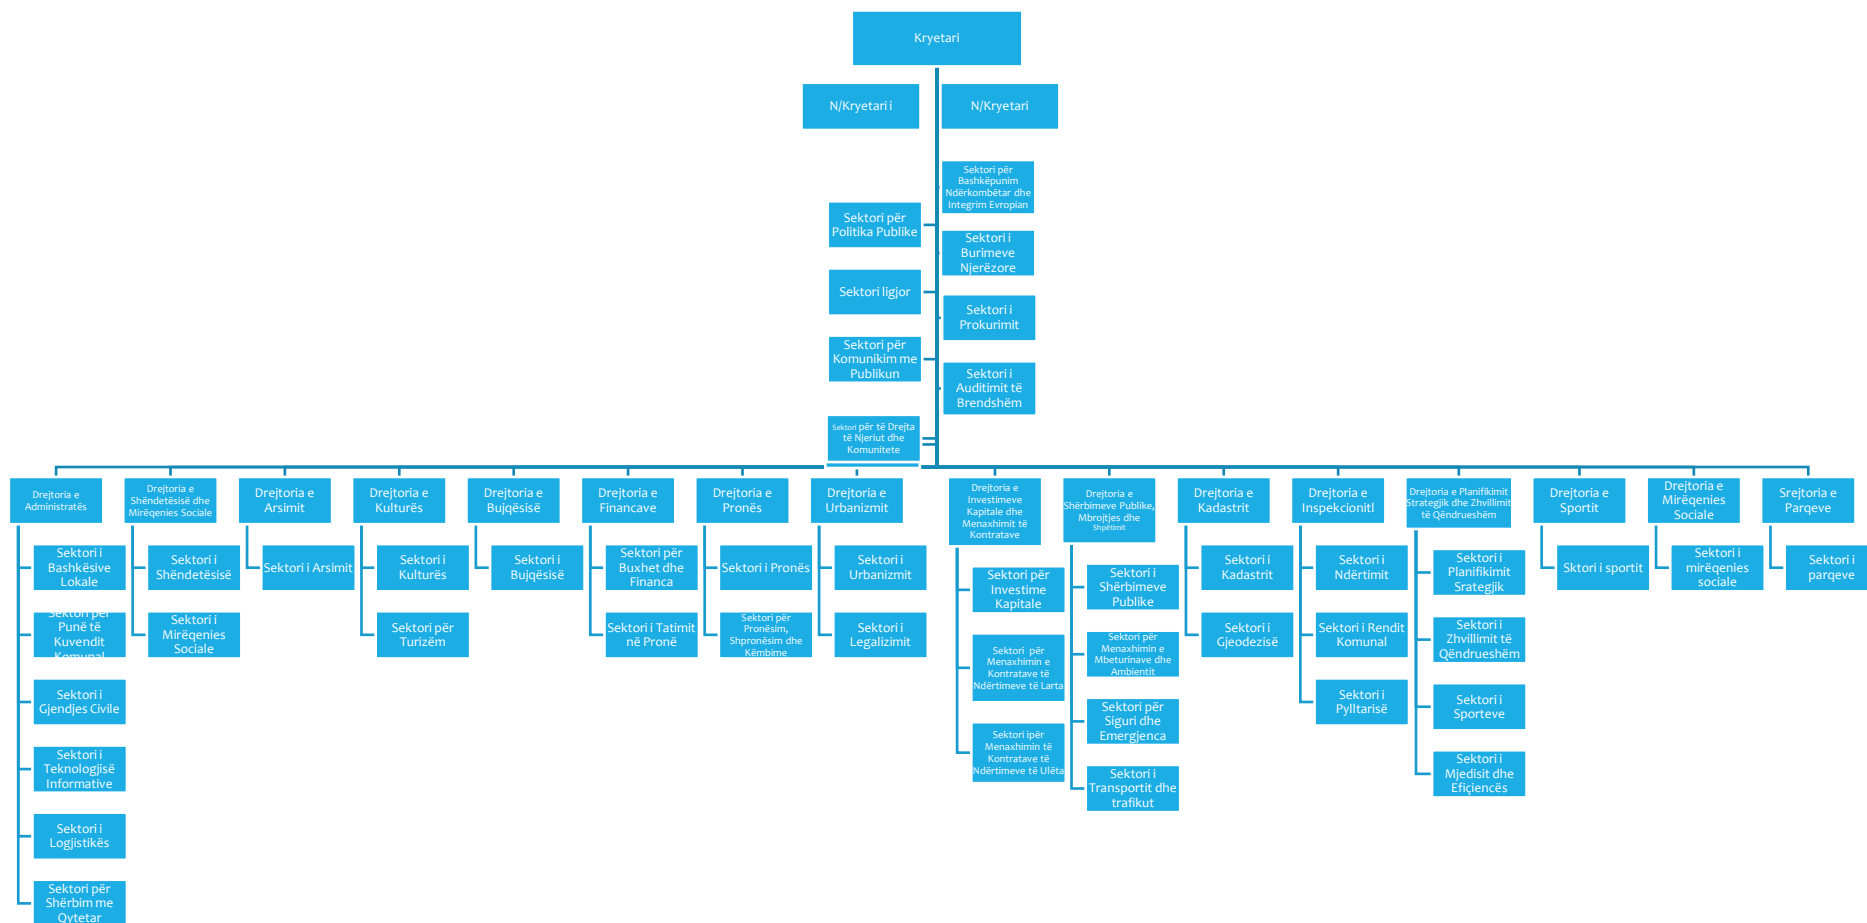 Kryetari
N/Kryetari i
N/Kryetari
Sektori për
Bashkëpunim
Ndërkombëtar dhe
Integrim Evropian
Sektori për
Politika Publike
Sektori i
Burimeve
Njerëzore
Sektori ligjor
Sektori i
Prokurimit
Sektori për
Komunikim me
Publikun
Sektori i
Auditimit të
Brendshëm
Sektori për të Drejta
të Njeriut dhe
Komunitete
Drejtoria e
Administratës
Sektori i
Bashkësive
Lokale
Sektori për
Punë të
Kuvendit
Komunal
Sektori i
Gjendjes Civile
Sektori i
Teknologjisë
Informative
Sektori i
Logjistikës
Sektori për
Shërbim me
Qytetar
Drejtoria e
Shëndetësisë dhe
Mirëqenies Sociale
Sektori i
Shëndetësisë
Sektori i
Mirëqenies
Sociale
Drejtoria e
Arsimit
Sektori i Arsimit
Drejtoria e
Kulturës
Sektori i
Kulturës
Sektori për
Turizëm
Drejtoria e
Bujqësisë
Sektori i
Bujqësisë
Drejtoria e
Financave
Sektori për
Buxhet dhe
Financa
Sektori i Tatimit
në Pronë
Drejtoria e
Pronës
Sektori i Pronës
Sektori për
Pronësim,
Shpronësim dhe
Këmbime
Drejtoria e
Urbanizmit
Sektori i
Urbanizmit
Sektori i
Legalizimit
Drejtoria e
Investimeve
Kapitale dhe
Menaxhimit të
Kontratave
Sektori për
Investime
Kapitale
Sektori për
Menaxhimin e
Kontratave të
Ndërtimeve të Larta
Sektori ipër
Menaxhimin të
Kontratave të
Ndërtimeve të Ulëta
Drejtoria e
Shërbimeve Publike,
Mbrojtjes dhe
Shpëtimit
Sektori i
Shërbimeve
Publike
Sektori për
Menaxhimin e
Mbeturinave dhe
Ambientit
Sektori për
Siguri dhe
Emergjenca
Sektori i
Transportit dhe
trafikut
Drejtoria e
Kadastrit
Sektori i
Kadastrit
Sektori i
Gjeodezisë
Drejtoria e
Inspekcionitl
Sektori i
Ndërtimit
Sektori i Rendit
Komunal
Sektori i
Pylltarisë
Drejtoria e Planifikimit
Strategjik dhe Zhvillimit
të Qëndrueshëm
Sektori i
Planifikimit
Srategjik
Sektori i
Zhvillimit të
Qëndrueshëm
Sektori i
Sporteve
Sektori i
Mjedisit dhe
Efiçiencës
Drejtoria e
Sportit
Sktori i sportit
Drejtoria e
Mirëqenies
Sociale
Sektori i
mirëqenies
sociale
Srejtoria e
Parqeve
Sektori i
parqeve